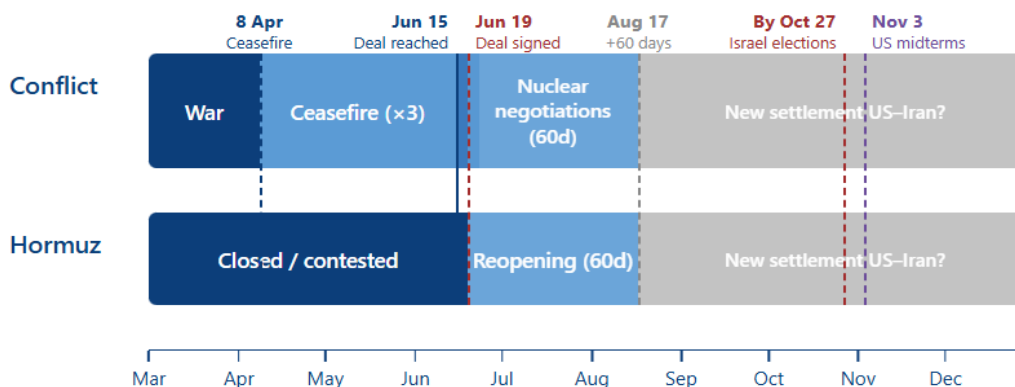 8 Apr
Ceasefire
Jun 15
Deal reached
Jun 19
Deal signed
Aug 17
+60 days
By Oct 27
Israel elections
Nov 3
US midterms
Conflict
War
Ceasefire (×3)
Nuclear
negotiations
(60d)
New settlement US–Iran?
Hormuz
Closed / contested
Reopening (60d)
New settlement US–Iran?
Mar
Apr
May
Jun
Jul
Aug
Sep
Oct
Nov
Dec